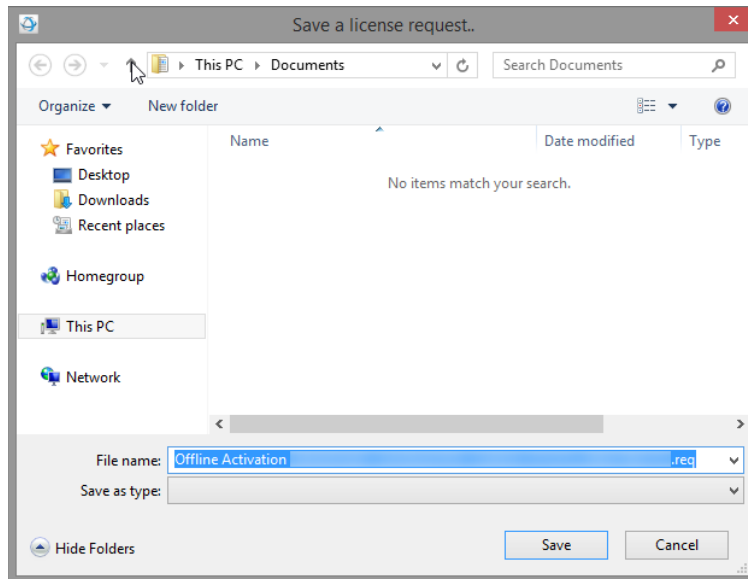 Save a license request..
This PC Documents Search Documents
Organize New folder
Name Date modified Type
Favorites
Desktop
Downloads
Recent places
Homegroup
This PC
Network
No items match your search.
File name: Offline Activation .req
Save as type:
Hide Folders Save Cancel